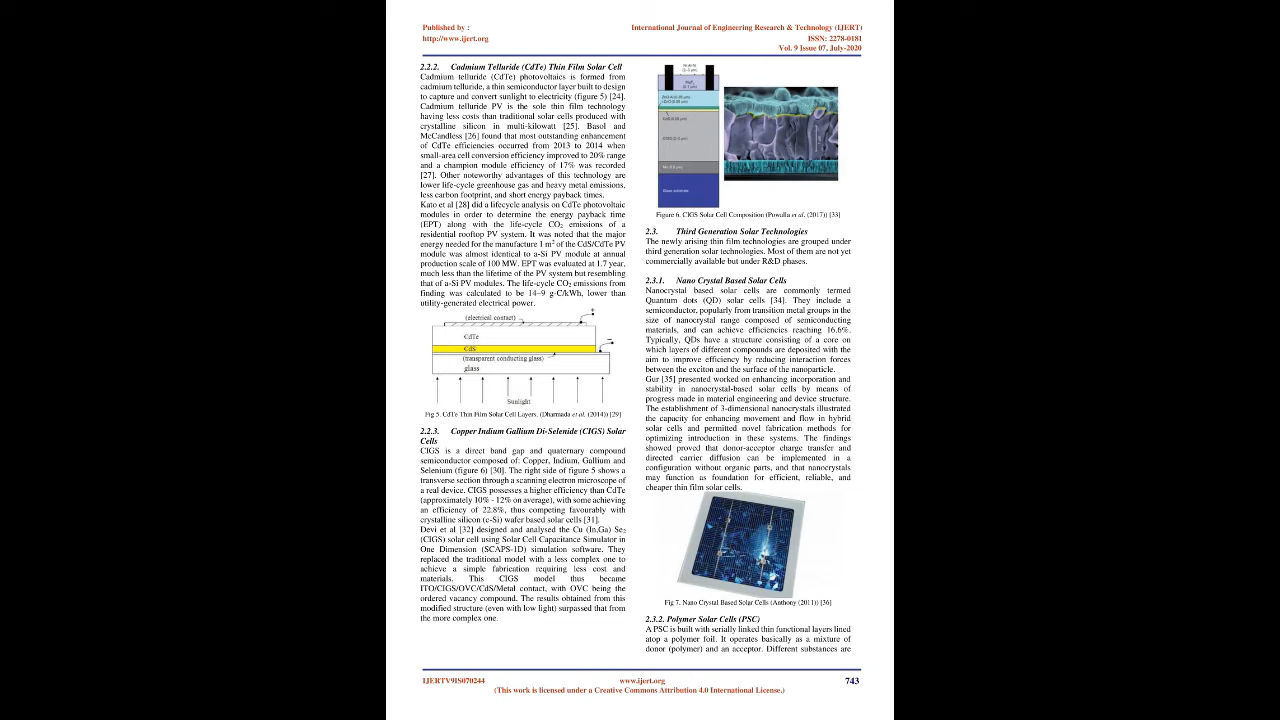 Published by :
http://www.ijert.org
International Journal of Engineering Research & Technology (IJERT)
ISSN: 2278-0181
Vol. 9 Issue 07, July-2020
2.2.2. Cadmium Telluride (CdTe) Thin Film Solar Cell
Cadmium telluride (CdTe) photovoltaics is formed from
cadmium telluride, a thin semiconductor layer built to design
to capture and convert sunlight to electricity (figure 5) [24].
Cadmium telluride PV is the sole thin film technology
having less costs than traditional solar cells produced with
crystalline silicon in multi-kilowatt [25]. Basol and
McCandless [26] found that most outstanding enhancement
of CdTe efficiencies occurred from 2013 to 2014 when
small-area cell conversion efficiency improved to 20% range
and a champion module efficiency of 17% was recorded
[27]. Other noteworthy advantages of this technology are
lower life-cycle greenhouse gas and heavy metal emissions,
less carbon footprint, and short energy payback times.
Kato et al [28] did a lifecycle analysis on CdTe photovoltaic
modules in order to determine the energy payback time
(EPT) along with the life-cycle CO2 emissions of a
residential rooftop PV system. It was noted that the major
energy needed for the manufacture 1 m2 of the CdS/CdTe PV
module was almost identical to a-Si PV module at annual
production scale of 100 MW. EPT was evaluated at 1.7 year,
much less than the lifetime of the PV system but resembling
that of a-Si PV modules. The life-cycle CO2 emissions from
finding was calculated to be 14–9 g-C/kWh, lower than
utility-generated electrical power.
(electrical contact)
+
CdTe
−
CdS
(transparent conducting glass)
glass
Sunlight
Fig 5. CdTe Thin Film Solar Cell Layers. (Dharmada et al. (2014)) [29]
2.2.3. Copper Indium Gallium Di-Selenide (CIGS) Solar
Cells
CIGS is a direct band gap and quaternary compound
semiconductor composed of: Copper, Indium, Gallium and
Selenium (figure 6) [30]. The right side of figure 5 shows a
transverse section through a scanning electron microscope of
a real device. CIGS possesses a higher efficiency than CdTe
(approximately 10% - 12% on average), with some achieving
an efficiency of 22.8%, thus competing favourably with
crystalline silicon (c-Si) wafer based solar cells [31].
Devi et al [32] designed and analysed the Cu (In,Ga) Se2
(CIGS) solar cell using Solar Cell Capacitance Simulator in
One Dimension (SCAPS-1D) simulation software. They
replaced the traditional model with a less complex one to
achieve a simple fabrication requiring less cost and
materials. This CIGS model thus became
ITO/CIGS/OVC/CdS/Metal contact, with OVC being the
ordered vacancy compound. The results obtained from this
modified structure (even with low light) surpassed that from
the more complex one.
Glass substrate
Figure 6. CIGS Solar Cell Composition (Powalla et al. (2017)) [33]
2.3. Third Generation Solar Technologies
The newly arising thin film technologies are grouped under
third generation solar technologies. Most of them are not yet
commercially available but under R&D phases.
2.3.1. Nano Crystal Based Solar Cells
Nanocrystal based solar cells are commonly termed
Quantum dots (QD) solar cells [34]. They include a
semiconductor, popularly from transition metal groups in the
size of nanocrystal range composed of semiconducting
materials, and can achieve efficiencies reaching 16.6%.
Typically, QDs have a structure consisting of a core on
which layers of different compounds are deposited with the
aim to improve efficiency by reducing interaction forces
between the exciton and the surface of the nanoparticle.
Gur [35] presented worked on enhancing incorporation and
stability in nanocrystal-based solar cells by means of
progress made in material engineering and device structure.
The establishment of 3-dimensional nanocrystals illustrated
the capacity for enhancing movement and flow in hybrid
solar cells and permitted novel fabrication methods for
optimizing introduction in these systems. The findings
showed proved that donor-acceptor charge transfer and
directed carrier diffusion can be implemented in a
configuration without organic parts, and that nanocrystals
may function as foundation for efficient, reliable, and
cheaper thin film solar cells.
Fig 7. Nano Crystal Based Solar Cells (Anthony (2011)) [36]
2.3.2. Polymer Solar Cells (PSC)
A PSC is built with serially linked thin functional layers lined
atop a polymer foil. It operates basically as a mixture of
donor (polymer) and an acceptor. Different substances are
IJERTV9IS070244
www.ijert.org
743
(This work is licensed under a Creative Commons Attribution 4.0 International License.)